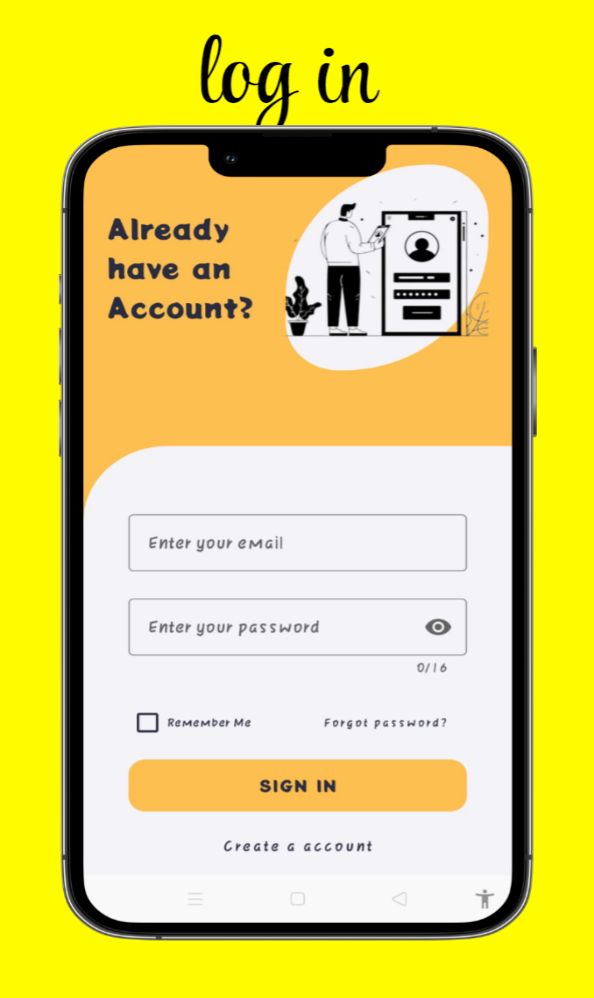 log in
Already
have an
Account?
Enter your email
Enter your password
0/16
Remember Me
Forgot password?
SIGN IN
Create a account